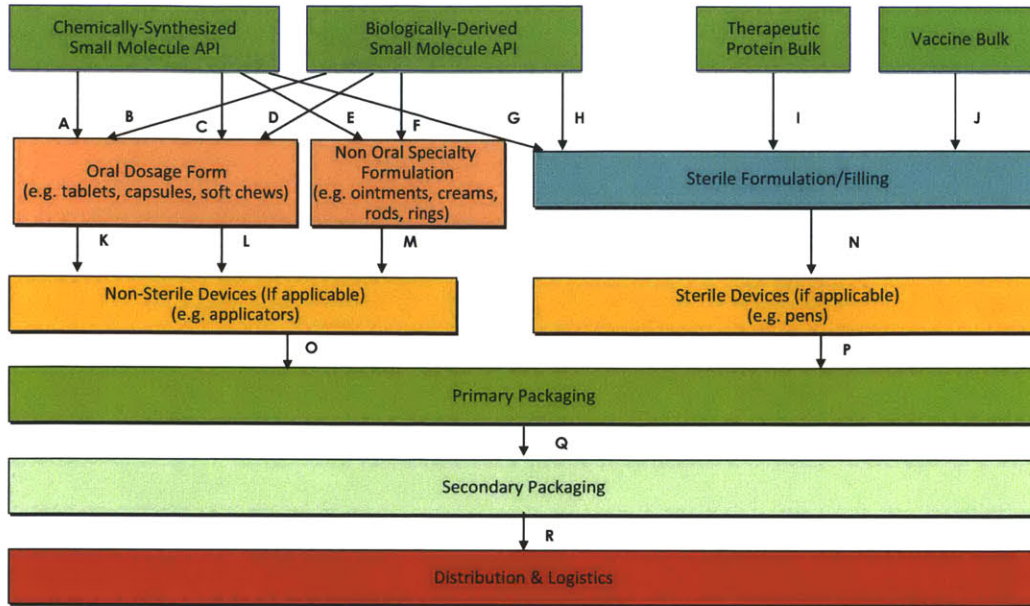 Chemically-Synthesized
Small Molecule API
Biologically-Derived
Small Molecule API
Therapeutic
Protein Bulk
Vaccine Bulk
A
B
C
D
E
F
G
H
I
J
Oral Dosage Form
(e.g. tablets, capsules, soft chews)
Non Oral Specialty
Formulation
(e.g. ointments, creams,
rods, rings)
Sterile Formulation/Filling
K
L
M
N
Non-Sterile Devices (If applicable)
(e.g. applicators)
Sterile Devices (if applicable)
(e.g. pens)
O
P
Primary Packaging
Q
Secondary Packaging
R
Distribution & Logistics